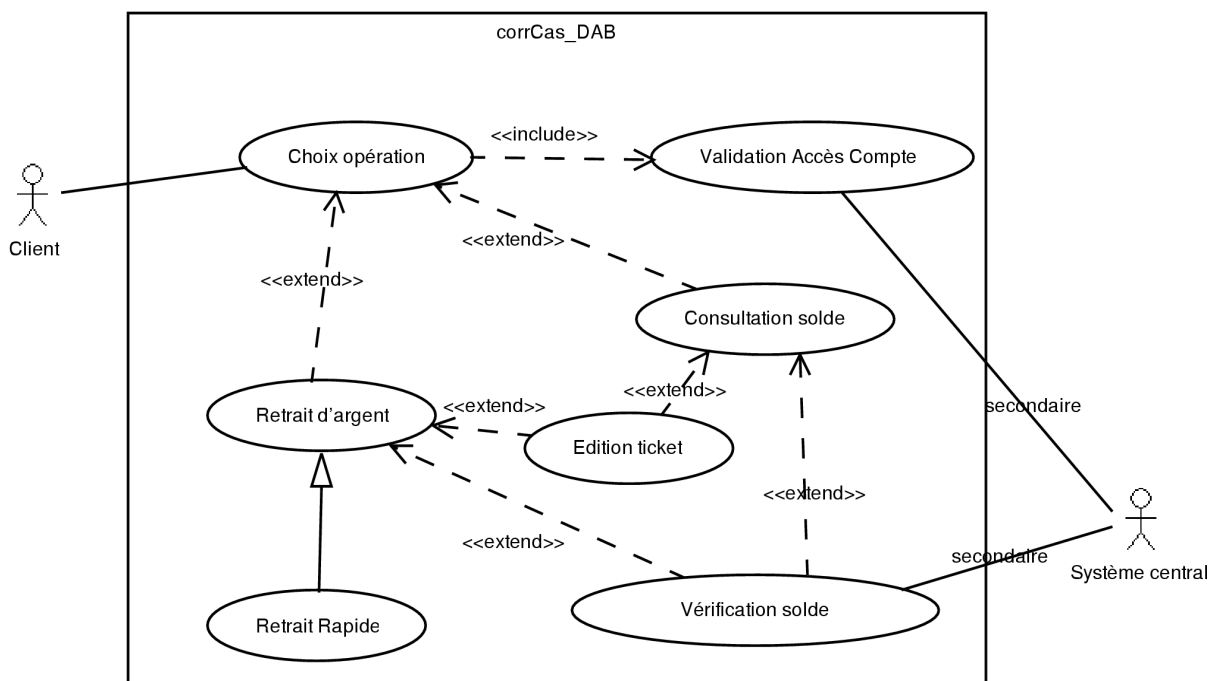 corrCas_DAB
<<include>>
Choix opération
Validation Accès Compte
Client
<<extend>>
<<extend>>
Consultation solde
<<extend>>
<<extend>>
secondaire
Retrait d'argent
Edition ticket
<<extend>>
<<extend>>
secondaire
Système central
Retrait Rapide
Vérification solde